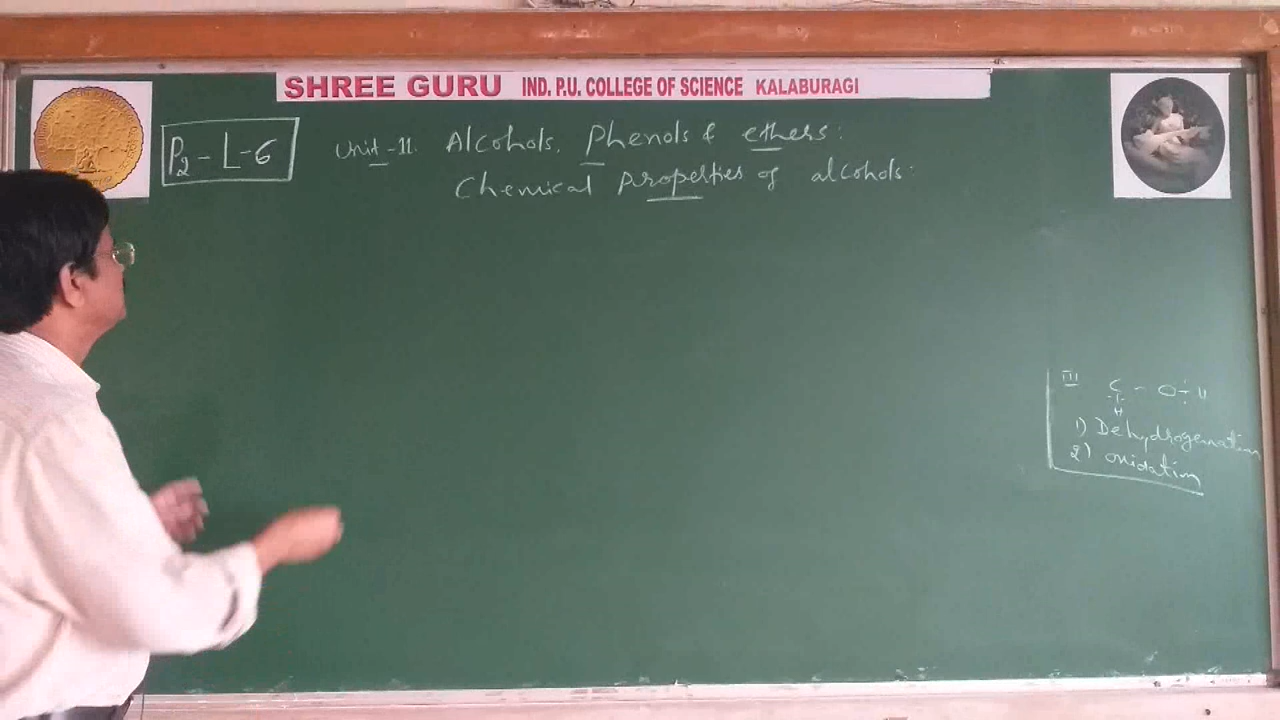 SHREE GURU IND. P.U. COLLEGE OF SCIENCE KALABURAGI
P2 - L - 6
Unit - 11. Alcohols, Phenols & ethers:
Chemical Properties of alcohols:
III C - O - H
H
1) Dehydrogenation
2) oxidation